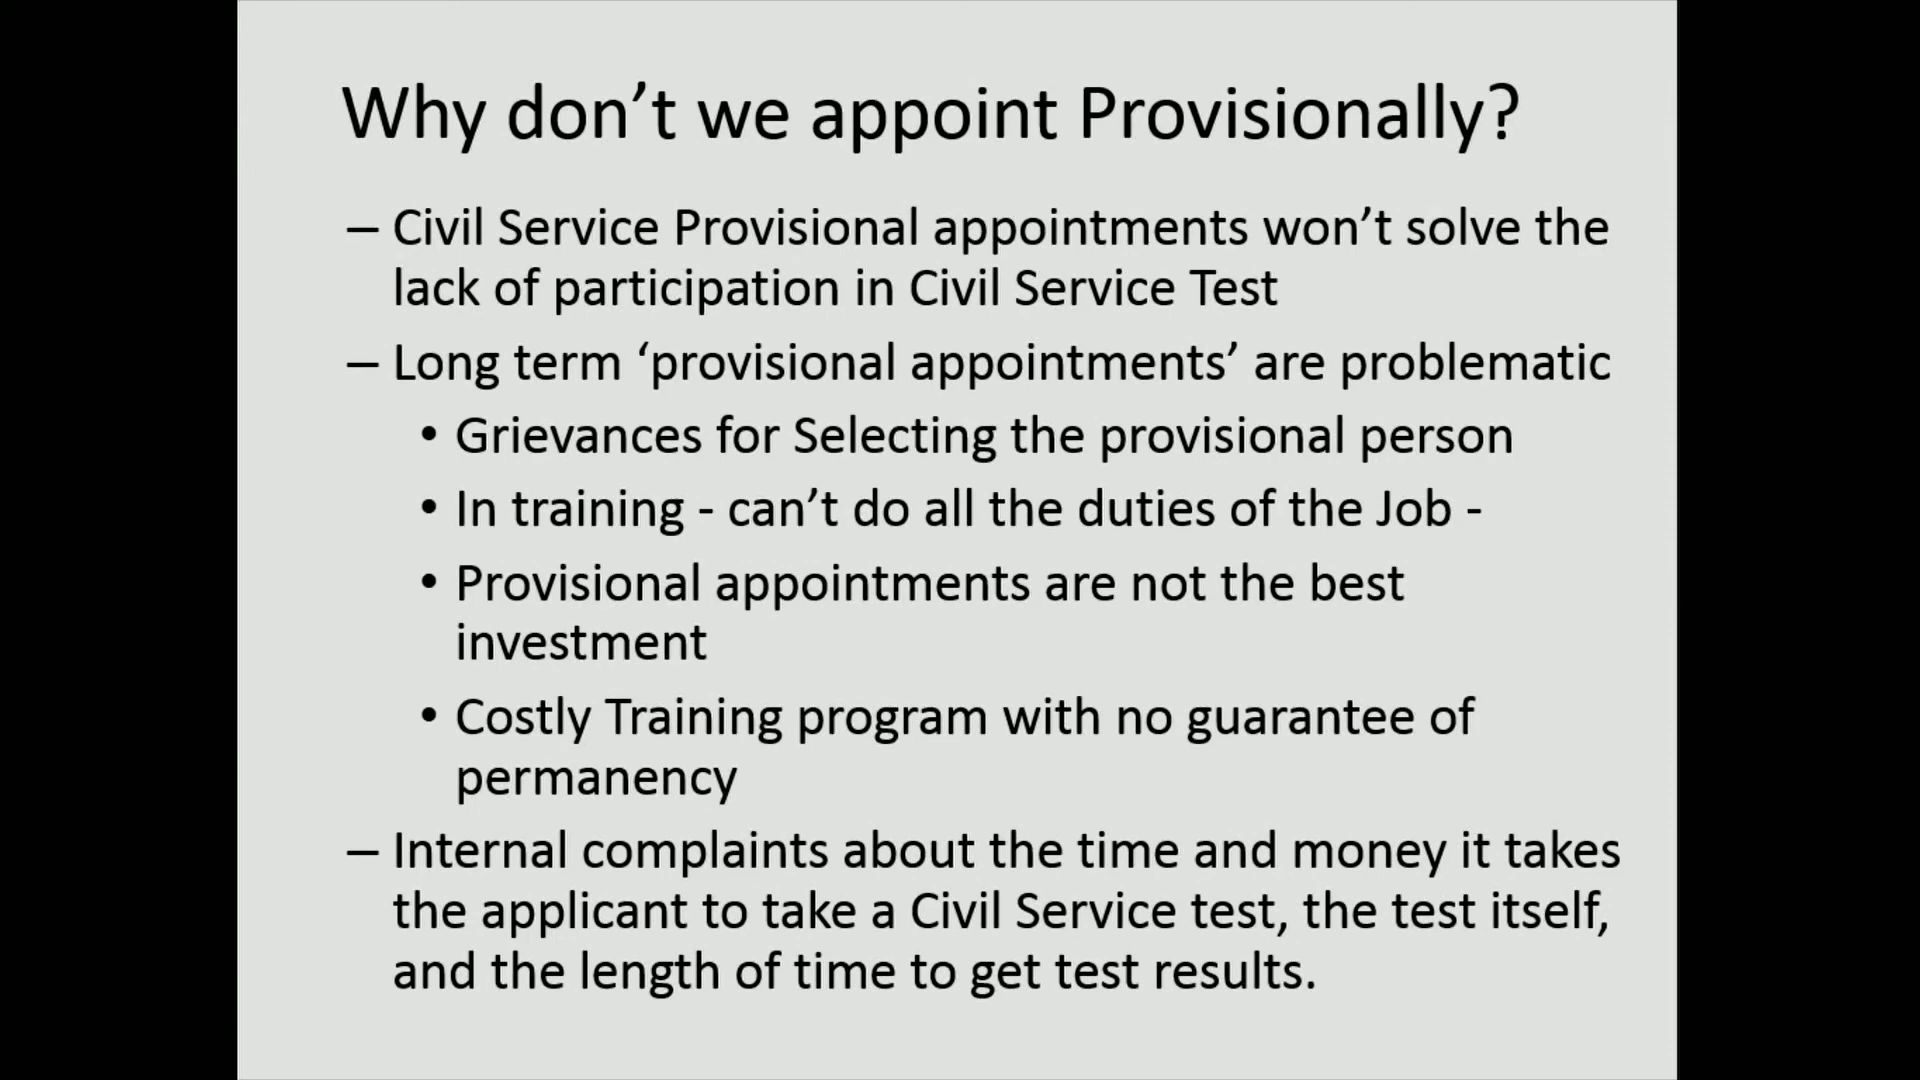 Why don’t we appoint Provisionally?
– Civil Service Provisional appointments won’t solve the
lack of participation in Civil Service Test
– Long term ‘provisional appointments’ are problematic
• Grievances for Selecting the provisional person
• In training - can’t do all the duties of the Job -
• Provisional appointments are not the best
investment
• Costly Training program with no guarantee of
permanency
– Internal complaints about the time and money it takes
the applicant to take a Civil Service test, the test itself,
and the length of time to get test results.